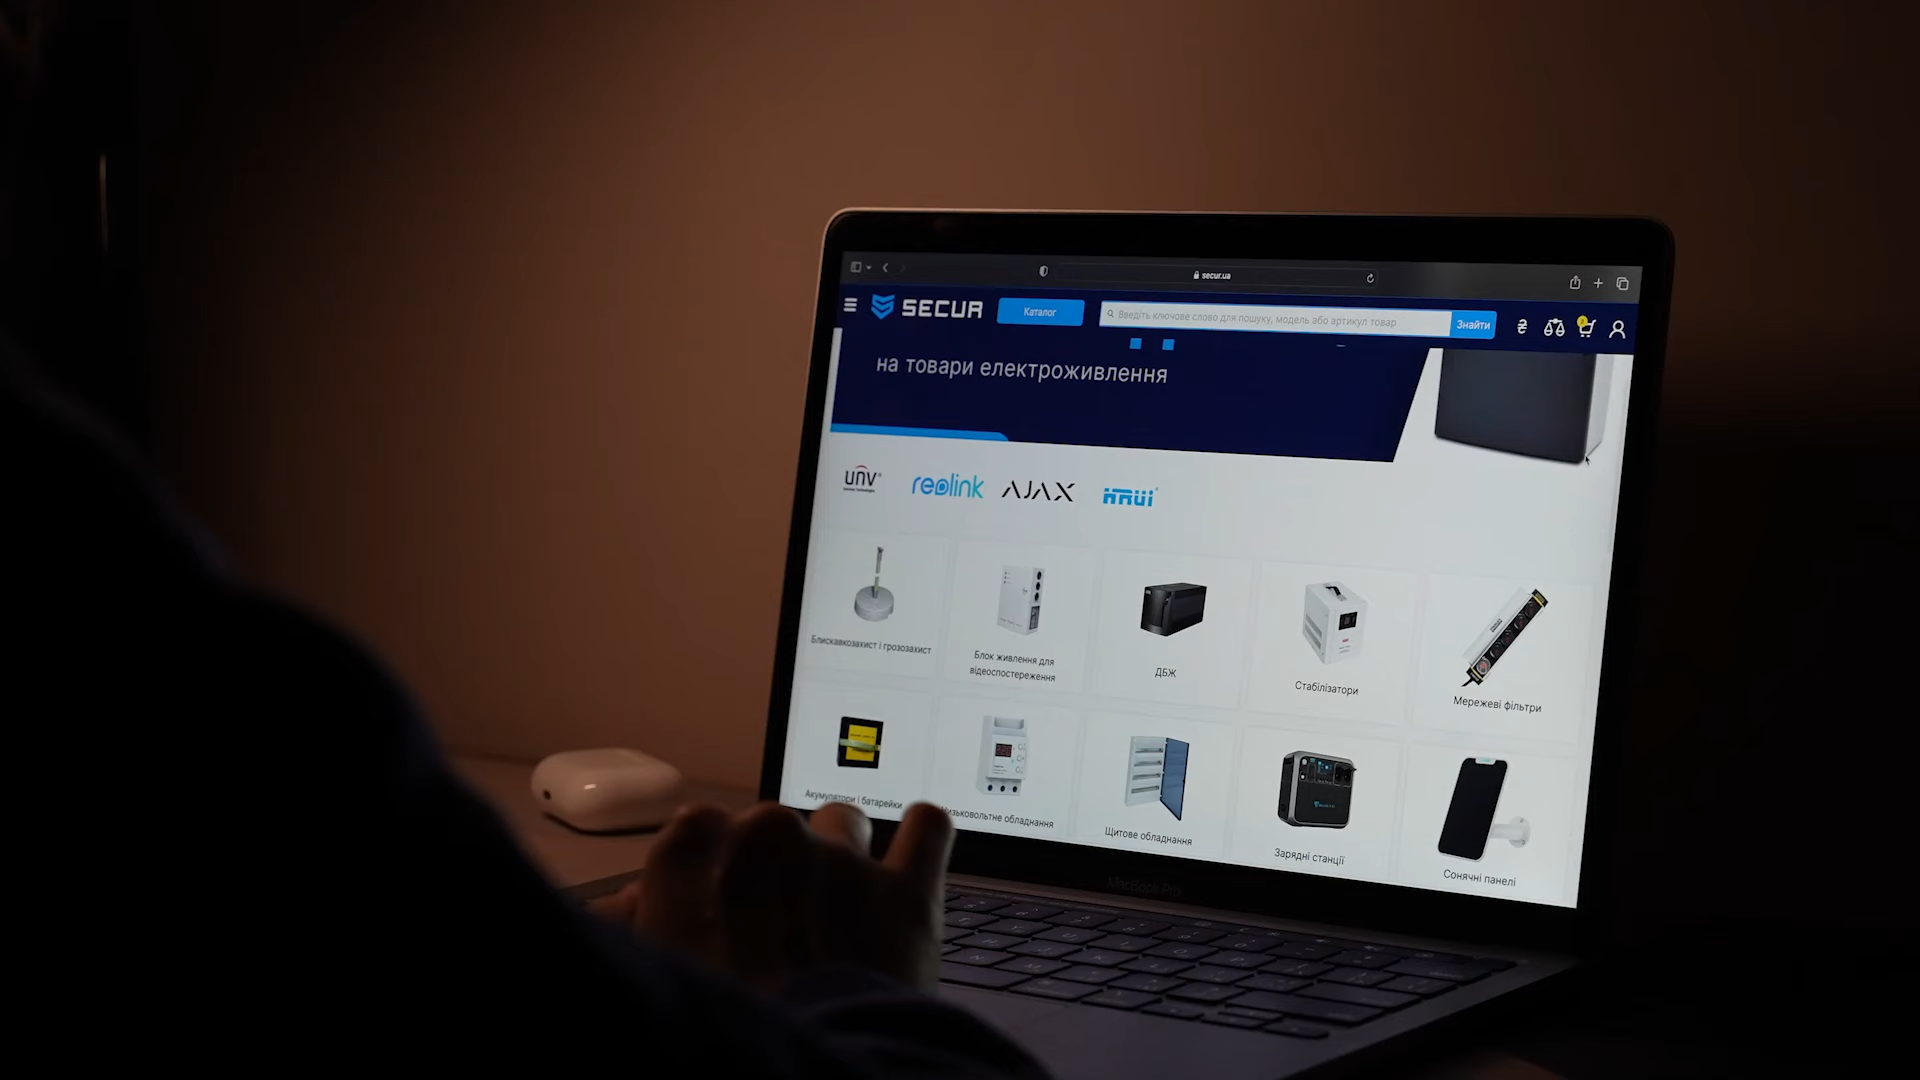 secur.ua
SECUR
Каталог
Введіть ключове слово для пошуку, модель або артикул товар
Знайти
₴
на товари електроживлення
unv
reolink
AJAX
HRUI
Блискавкозахист і грозозахист
Блок живлення для
відеоспостереження
ДБЖ
Стабілізатори
Мережеві фільтри
Акумулятори і батарейки
Низьковольтне обладнання
Щитове обладнання
Зарядні станції
Сонячні панелі
MacBook Pro